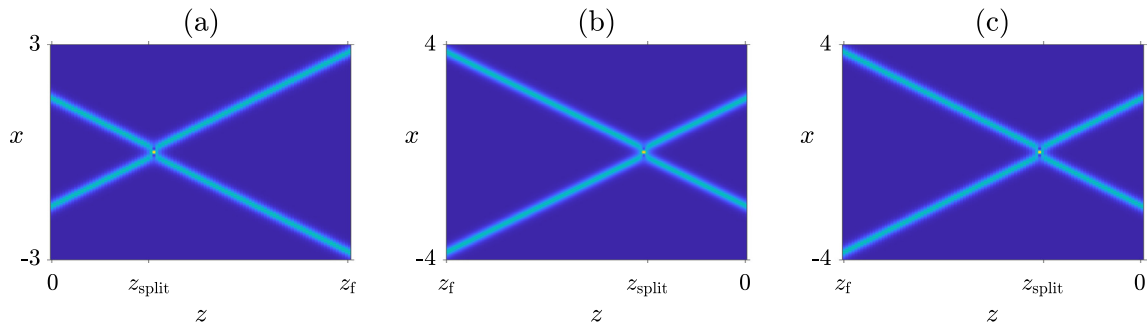 (a) (b) (c)
3 4 4
x x x
-3 -4 -4
0 z_split z_f z_f z_split 0 z_f z_split 0
z z z